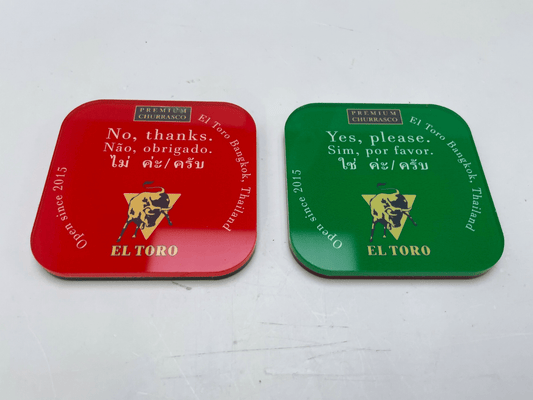 PREMIUM
CHURRASCO
El Toro Bangkok, Thailand
No, thanks.
Não, obrigado.
ไม่ ค่ะ/ครับ
Open since 2015
EL TORO
PREMIUM
CHURRASCO
El Toro Bangkok, Thailand
Yes, please.
Sim, por favor.
ใช่ ค่ะ/ครับ
Open since 2015
EL TORO